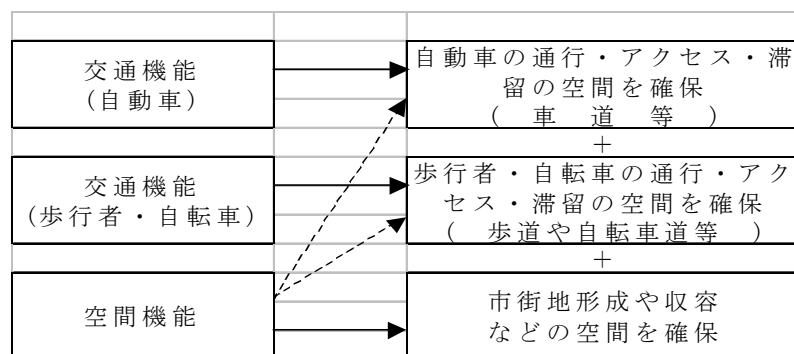 交通機能
(自動車)
自動車の通行・アクセス・滞
留の空間を確保
( 車 道 等 )
+
交通機能
(歩行者・自転車)
歩行者・自転車の通行・アク
セス・滞留の空間を確保
( 歩道や自転車道等 )
+
空間機能
市街地形成や収容
などの空間を確保